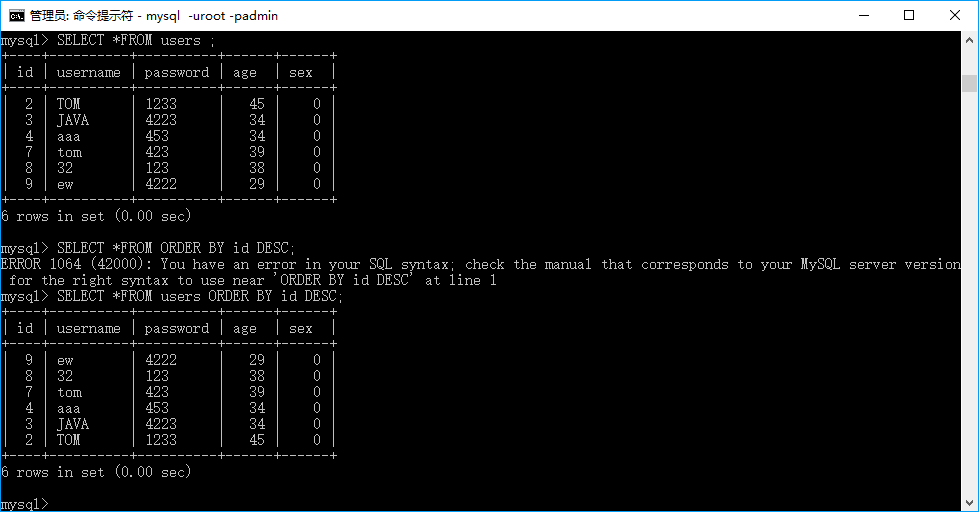 管理员: 命令提示符 - mysql  -uroot -padmin
mysql> SELECT *FROM users ;
+----+----------+----------+------+------+
| id | username | password | age  | sex  |
+----+----------+----------+------+------+
|  2 | TOM      | 1233     |   45 |    0 |
|  3 | JAVA     | 4223     |   34 |    0 |
|  4 | aaa      | 453      |   34 |    0 |
|  7 | tom      | 423      |   39 |    0 |
|  8 | 32       | 123      |   38 |    0 |
|  9 | ew       | 4222     |   29 |    0 |
+----+----------+----------+------+------+
6 rows in set (0.00 sec)
mysql> SELECT *FROM ORDER BY id DESC;
ERROR 1064 (42000): You have an error in your SQL syntax; check the manual that corresponds to your MySQL server version
 for the right syntax to use near 'ORDER BY id DESC' at line 1
mysql> SELECT *FROM users ORDER BY id DESC;
+----+----------+----------+------+------+
| id | username | password | age  | sex  |
+----+----------+----------+------+------+
|  9 | ew       | 4222     |   29 |    0 |
|  8 | 32       | 123      |   38 |    0 |
|  7 | tom      | 423      |   39 |    0 |
|  4 | aaa      | 453      |   34 |    0 |
|  3 | JAVA     | 4223     |   34 |    0 |
|  2 | TOM      | 1233     |   45 |    0 |
+----+----------+----------+------+------+
6 rows in set (0.00 sec)
mysql>